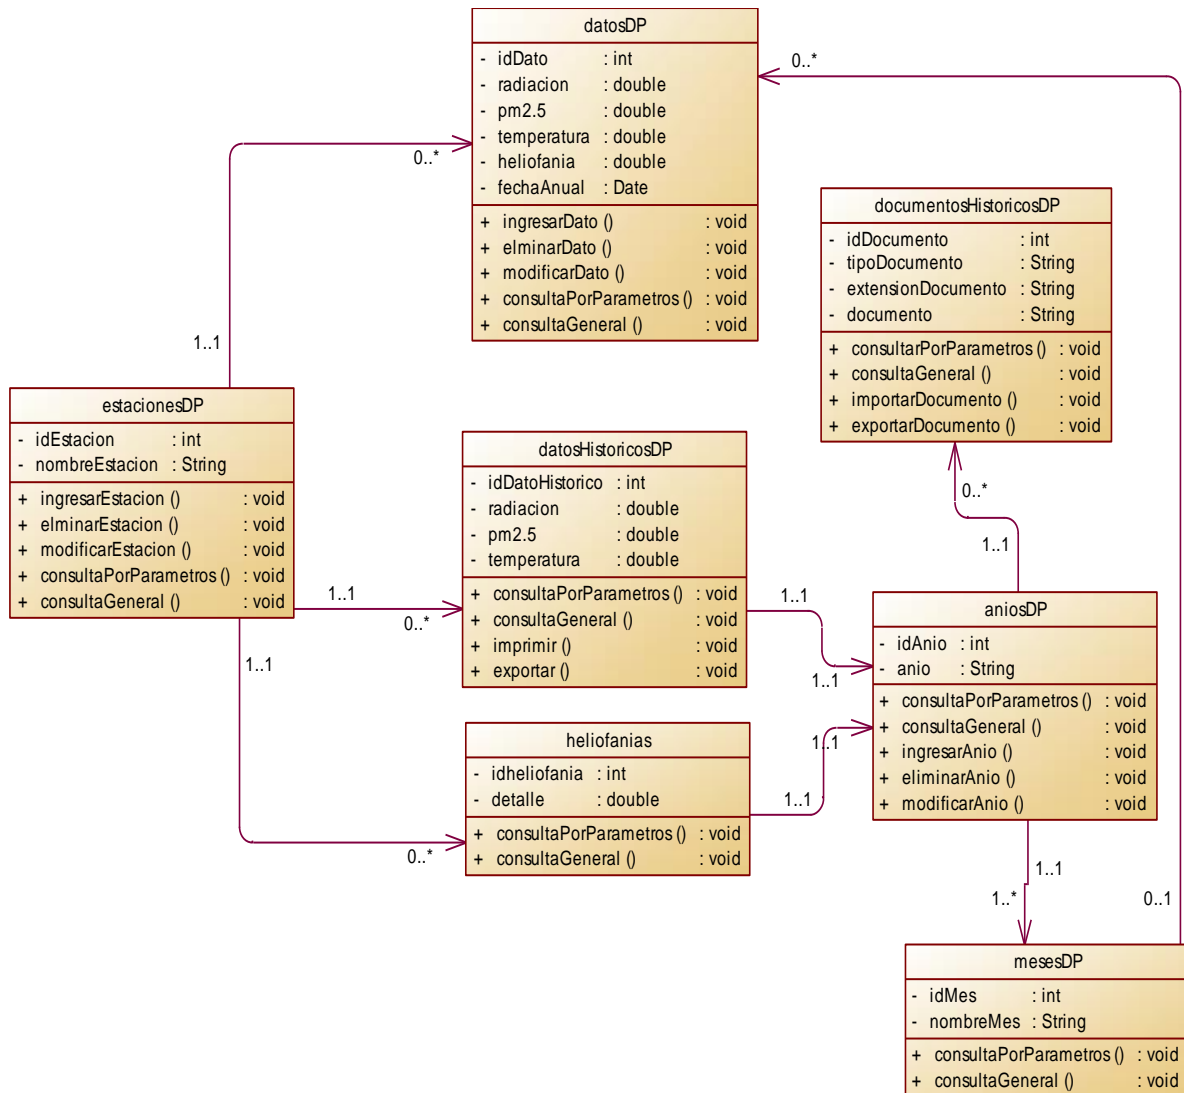 datosDP
- idDato : int
- radiacion : double
- pm2.5 : double
- temperatura : double
- heliofania : double
- fechaAnual : Date
+ ingresarDato () : void
+ elminarDato () : void
+ modificarDato () : void
+ consultaPorParametros () : void
+ consultaGeneral () : void
0..*
0..*
1..1
documentosHistoricosDP
- idDocumento : int
- tipoDocumento : String
- extensionDocumento : String
- documento : String
+ consultarPorParametros () : void
+ consultaGeneral () : void
+ importarDocumento () : void
+ exportarDocumento () : void
0..*
1..1
estacionesDP
- idEstacion : int
- nombreEstacion : String
+ ingresarEstacion () : void
+ elminarEstacion () : void
+ modificarEstacion () : void
+ consultaPorParametros () : void
+ consultaGeneral () : void
1..1
0..*
1..1
0..*
datosHistoricosDP
- idDatoHistorico : int
- radiacion : double
- pm2.5 : double
- temperatura : double
+ consultaPorParametros () : void
+ consultaGeneral () : void
+ imprimir () : void
+ exportar () : void
1..1
1..1
heliofanias
- idheliofania : int
- detalle : double
+ consultaPorParametros () : void
+ consultaGeneral () : void
1..1
1..1
aniosDP
- idAnio : int
- anio : String
+ consultaPorParametros () : void
+ consultaGeneral () : void
+ ingresarAnio () : void
+ eliminarAnio () : void
+ modificarAnio () : void
1..1
1..*
0..1
mesesDP
- idMes : int
- nombreMes : String
+ consultaPorParametros () : void
+ consultaGeneral () : void